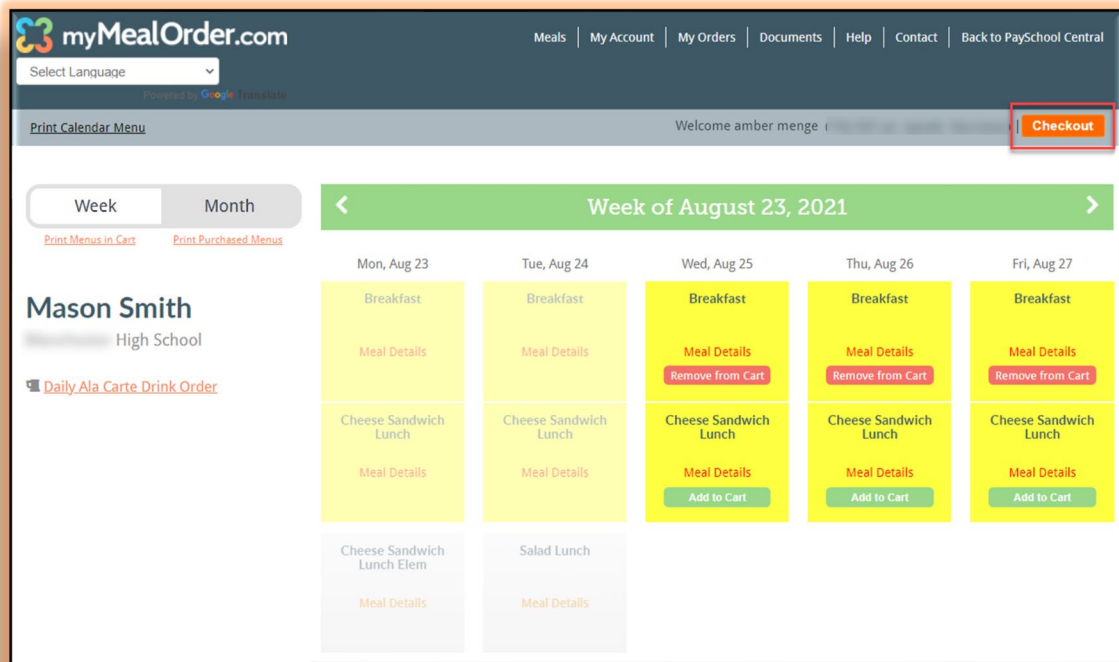 myMealOrder.com
Meals | My Account | My Orders | Documents | Help | Contact | Back to PaySchool Central
Select Language
Powered by Google Translate
Print Calendar Menu
Welcome amber menge ( | Checkout
Week Month
Print Menus in Cart Print Purchased Menus
Week of August 23, 2021
Mon, Aug 23 Tue, Aug 24 Wed, Aug 25 Thu, Aug 26 Fri, Aug 27
Mason Smith
High School
Daily Ala Carte Drink Order
Breakfast Breakfast Breakfast Breakfast Breakfast
Meal Details Meal Details Meal Details Meal Details Meal Details
Remove from Cart Remove from Cart Remove from Cart
Cheese Sandwich Cheese Sandwich Cheese Sandwich Cheese Sandwich Cheese Sandwich
Lunch Lunch Lunch Lunch Lunch
Meal Details Meal Details Meal Details Meal Details Meal Details
Add to Cart Add to Cart Add to Cart
Cheese Sandwich Salad Lunch
Lunch Elem
Meal Details Meal Details